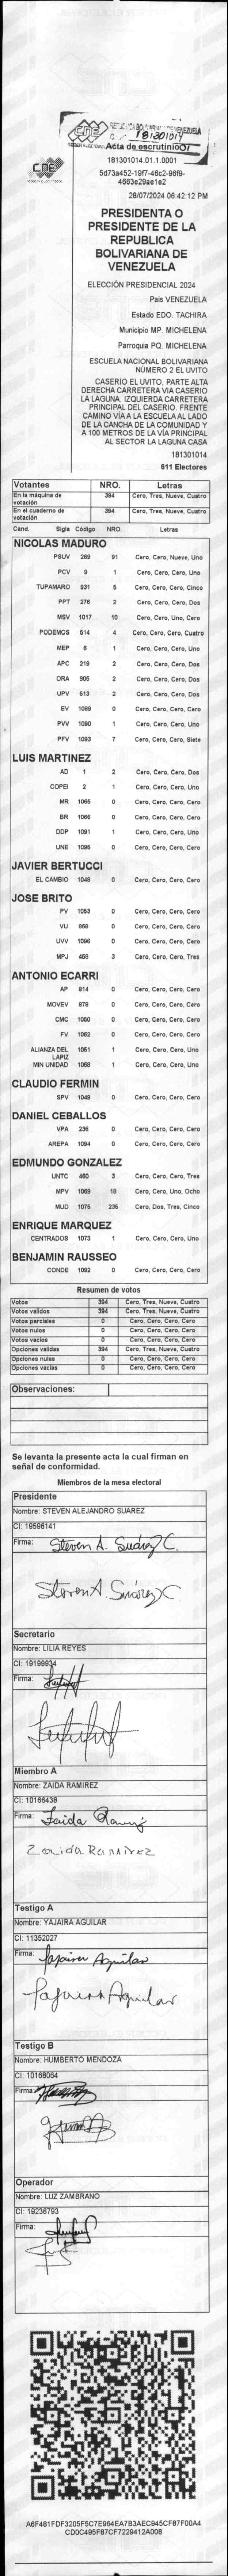 CNE
181301014
Acta de escrutinio
181301014.01.1.0001
5d73a452-19f7-46c2-96f9-
4663e29ae1e2
28/07/2024 06:42:12 PM
PRESIDENTA O
PRESIDENTE DE LA
REPUBLICA
BOLIVARIANA DE
VENEZUELA
ELECCIÓN PRESIDENCIAL 2024
Pais VENEZUELA
Estado EDO. TACHIRA
Municipio MP. MICHELENA
Parroquia PQ. MICHELENA
ESCUELA NACIONAL BOLIVARIANA
NÚMERO 2 EL UVITO
CASERIO EL UVITO. PARTE ALTA
DERECHA CARRETERA VIA CASERIO
LA LAGUNA. IZQUIERDA CARRETERA
PRINCIPAL DEL CASERIO. FRENTE
CAMINO VÍA A LA ESCUELA AL LADO
DE LA CANCHA DE LA COMUNIDAD Y
A 100 METROS DE LA VÍA PRINCIPAL
AL SECTOR LA LAGUNA CASA
181301014
611 Electores
Votantes NRO. Letras
En la máquina de votación 394 Cero, Tres, Nueve, Cuatro
En el cuaderno de votación 394 Cero, Tres, Nueve, Cuatro
Cand. Sigla Código NRO. Letras
NICOLAS MADURO
PSUV 269 91 Cero, Cero, Nueve, Uno
PCV 9 1 Cero, Cero, Cero, Uno
TUPAMARO 931 5 Cero, Cero, Cero, Cinco
PPT 276 2 Cero, Cero, Cero, Dos
MSV 1017 10 Cero, Cero, Uno, Cero
PODEMOS 514 4 Cero, Cero, Cero, Cuatro
MEP 6 1 Cero, Cero, Cero, Uno
APC 219 2 Cero, Cero, Cero, Dos
ORA 906 2 Cero, Cero, Cero, Dos
UPV 613 2 Cero, Cero, Cero, Dos
EV 1089 0 Cero, Cero, Cero, Cero
PVV 1090 1 Cero, Cero, Cero, Uno
PFV 1093 7 Cero, Cero, Cero, Siete
LUIS MARTINEZ
AD 1 2 Cero, Cero, Cero, Dos
COPEI 2 1 Cero, Cero, Cero, Uno
MR 1065 0 Cero, Cero, Cero, Cero
BR 1066 0 Cero, Cero, Cero, Cero
DDP 1091 1 Cero, Cero, Cero, Uno
UNE 1095 0 Cero, Cero, Cero, Cero
JAVIER BERTUCCI
EL CAMBIO 1048 0 Cero, Cero, Cero, Cero
JOSE BRITO
PV 1053 0 Cero, Cero, Cero, Cero
VU 968 0 Cero, Cero, Cero, Cero
UVV 1096 0 Cero, Cero, Cero, Cero
MPJ 458 3 Cero, Cero, Cero, Tres
ANTONIO ECARRI
AP 914 0 Cero, Cero, Cero, Cero
MOVEV 979 0 Cero, Cero, Cero, Cero
CMC 1050 0 Cero, Cero, Cero, Cero
FV 1062 0 Cero, Cero, Cero, Cero
ALIANZA DEL LAPIZ 1051 1 Cero, Cero, Cero, Uno
MIN UNIDAD 1068 1 Cero, Cero, Cero, Uno
CLAUDIO FERMIN
SPV 1049 0 Cero, Cero, Cero, Cero
DANIEL CEBALLOS
VPA 236 0 Cero, Cero, Cero, Cero
AREPA 1094 0 Cero, Cero, Cero, Cero
EDMUNDO GONZALEZ
UNTC 460 3 Cero, Cero, Cero, Tres
MPV 1069 18 Cero, Cero, Uno, Ocho
MUD 1075 235 Cero, Dos, Tres, Cinco
ENRIQUE MARQUEZ
CENTRADOS 1073 1 Cero, Cero, Cero, Uno
BENJAMIN RAUSSEO
CONDE 1092 0 Cero, Cero, Cero, Cero
Resumen de votos
Votos 394 Cero, Tres, Nueve, Cuatro
Votos validos 394 Cero, Tres, Nueve, Cuatro
Votos parciales 0 Cero, Cero, Cero, Cero
Votos nulos 0 Cero, Cero, Cero, Cero
Votos vacios 0 Cero, Cero, Cero, Cero
Opciones validas 394 Cero, Tres, Nueve, Cuatro
Opciones nulas 0 Cero, Cero, Cero, Cero
Opciones vacias 0 Cero, Cero, Cero, Cero
Observaciones:
Se levanta la presente acta la cual firman en
señal de conformidad.
Miembros de la mesa electoral
Presidente
Nombre: STEVEN ALEJANDRO SUAREZ
CI: 19596141
Firma: Steven A. Suárez C.
Steven A. Suárez C
Secretario
Nombre: LILIA REYES
CI: 19199934
Firma:
Miembro A
Nombre: ZAIDA RAMIREZ
CI: 10166438
Firma: Zaida Ramirez
Zaida Ramirez
Testigo A
Nombre: YAJAIRA AGUILAR
CI: 11352027
Firma: Yajaira Aguilar
Yajaira Aguilar
Testigo B
Nombre: HUMBERTO MENDOZA
CI: 10168064
Firma:
Operador
Nombre: LUZ ZAMBRANO
CI: 19236793
Firma:
A6F481FDF3205F5C7E964EA7B3AEC945CF87F00A4
CD0C495F87CF7229412A008